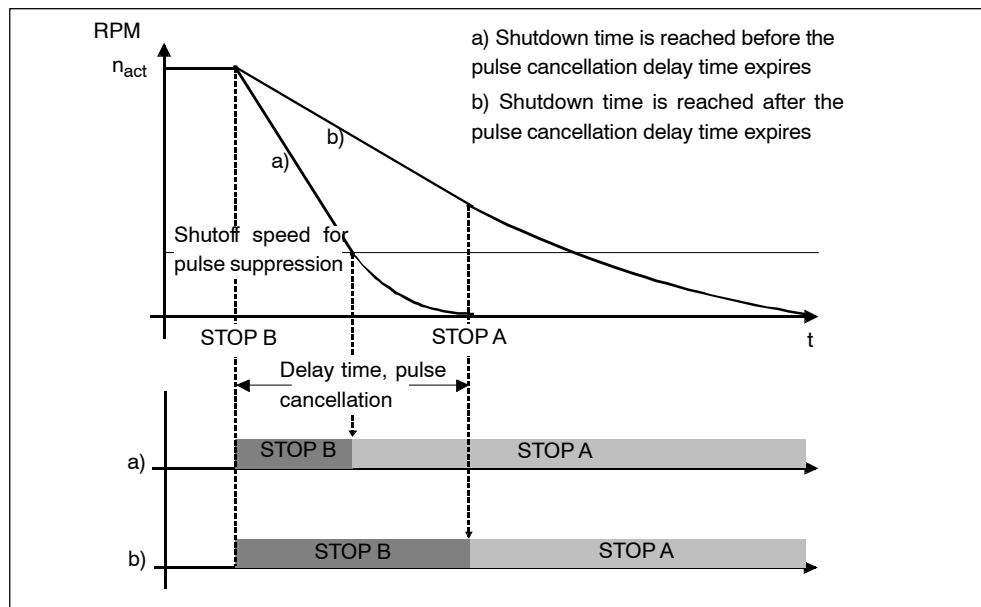 RPM
n_act
a) Shutdown time is reached before the
pulse cancellation delay time expires
b) Shutdown time is reached after the
pulse cancellation delay time expires
b)
a)
Shutoff speed for
pulse suppression
STOP B
STOP A
t
Delay time, pulse
cancellation
STOP B
STOP A
a)
STOP B
STOP A
b)